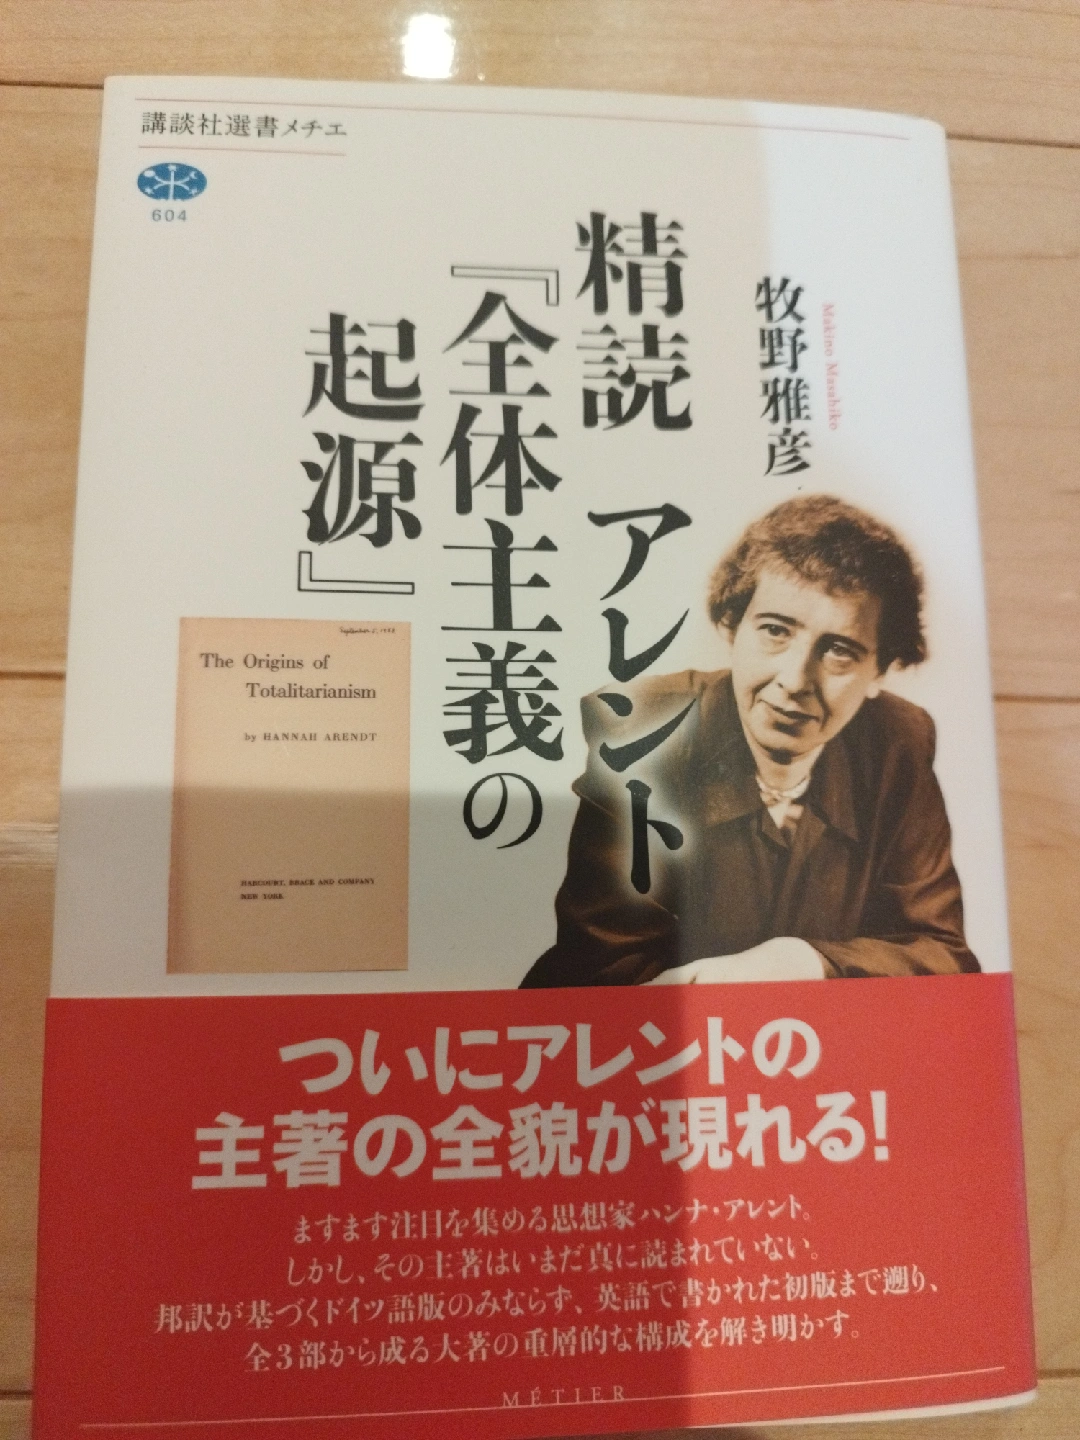 講談社選書メチエ
604
牧野雅彦
Makino Masahiko
精読 アレント
『全体主義の
起源』
September 5, 1952
The Origins of
Totalitarianism
by HANNAH ARENDT
HARCOURT, BRACE AND COMPANY
NEW YORK
ついにアレントの
主著の全貌が現れる!
ますます注目を集める思想家ハンナ・アレント。
しかし、その主著はいまだ真に読まれていない。
邦訳が基づくドイツ語版のみならず、英語で書かれた初版まで遡り、
全3部から成る大著の重層的な構成を解き明かす。
MÉTIER